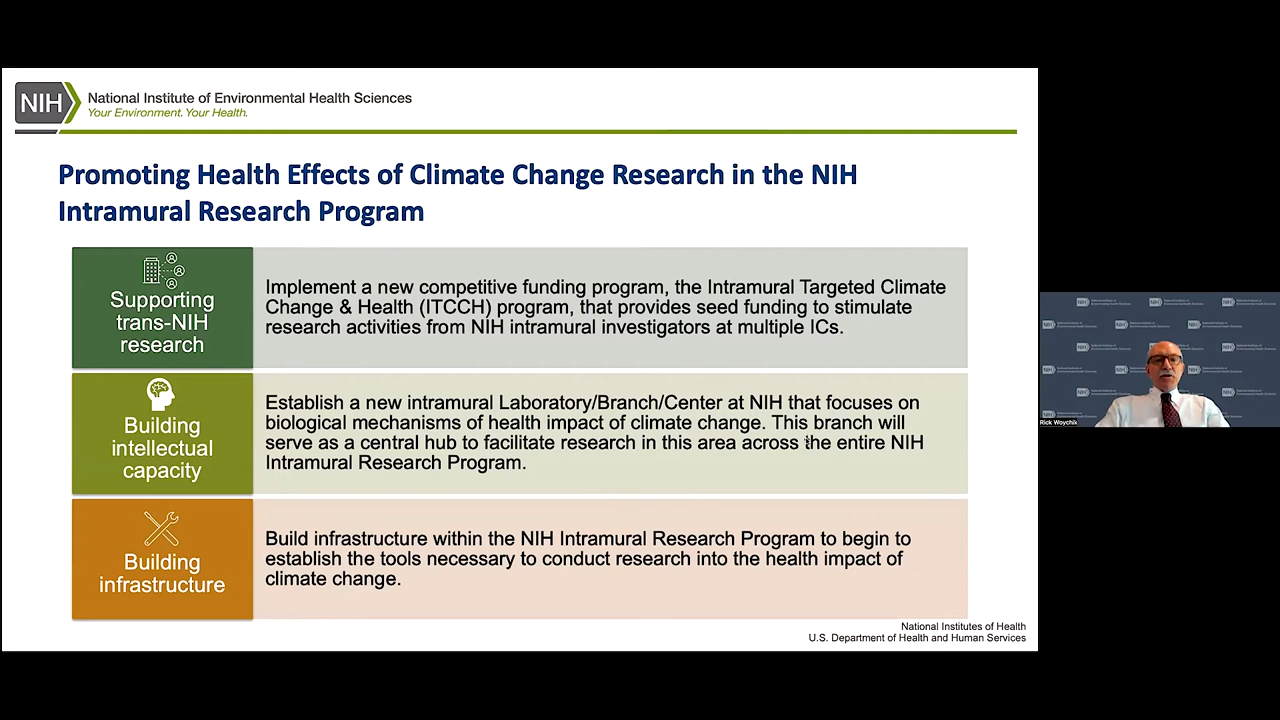 NIH
National Institute of Environmental Health Sciences
Your Environment. Your Health.
Promoting Health Effects of Climate Change Research in the NIH
Intramural Research Program
Supporting
trans-NIH
research
Implement a new competitive funding program, the Intramural Targeted Climate
Change & Health (ITCCH) program, that provides seed funding to stimulate
research activities from NIH intramural investigators at multiple ICs.
Building
intellectual
capacity
Establish a new intramural Laboratory/Branch/Center at NIH that focuses on
biological mechanisms of health impact of climate change. This branch will
serve as a central hub to facilitate research in this area across the entire NIH
Intramural Research Program.
Building
infrastructure
Build infrastructure within the NIH Intramural Research Program to begin to
establish the tools necessary to conduct research into the health impact of
climate change.
National Institutes of Health
U.S. Department of Health and Human Services
Rick Woychik